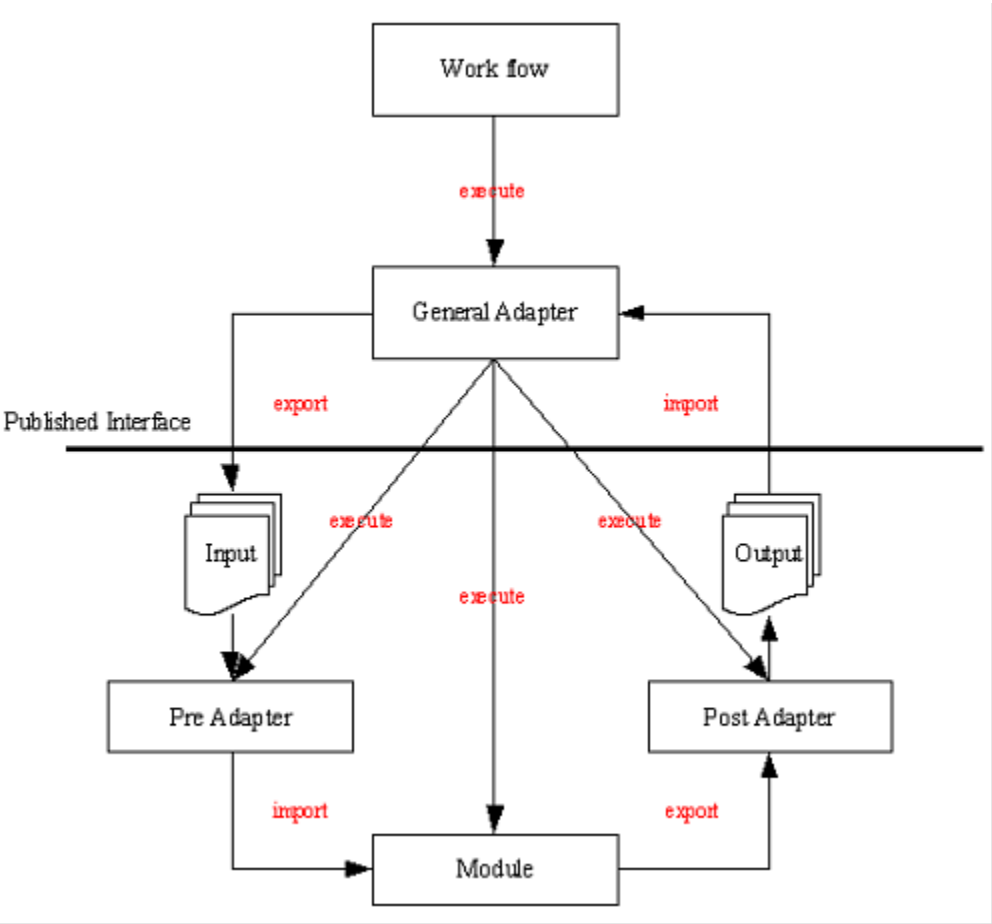 Work flow
execute
General Adapter
export
import
Published Interface
execute
execute
Input
Output
execute
Pre Adapter
Post Adapter
import
export
Module